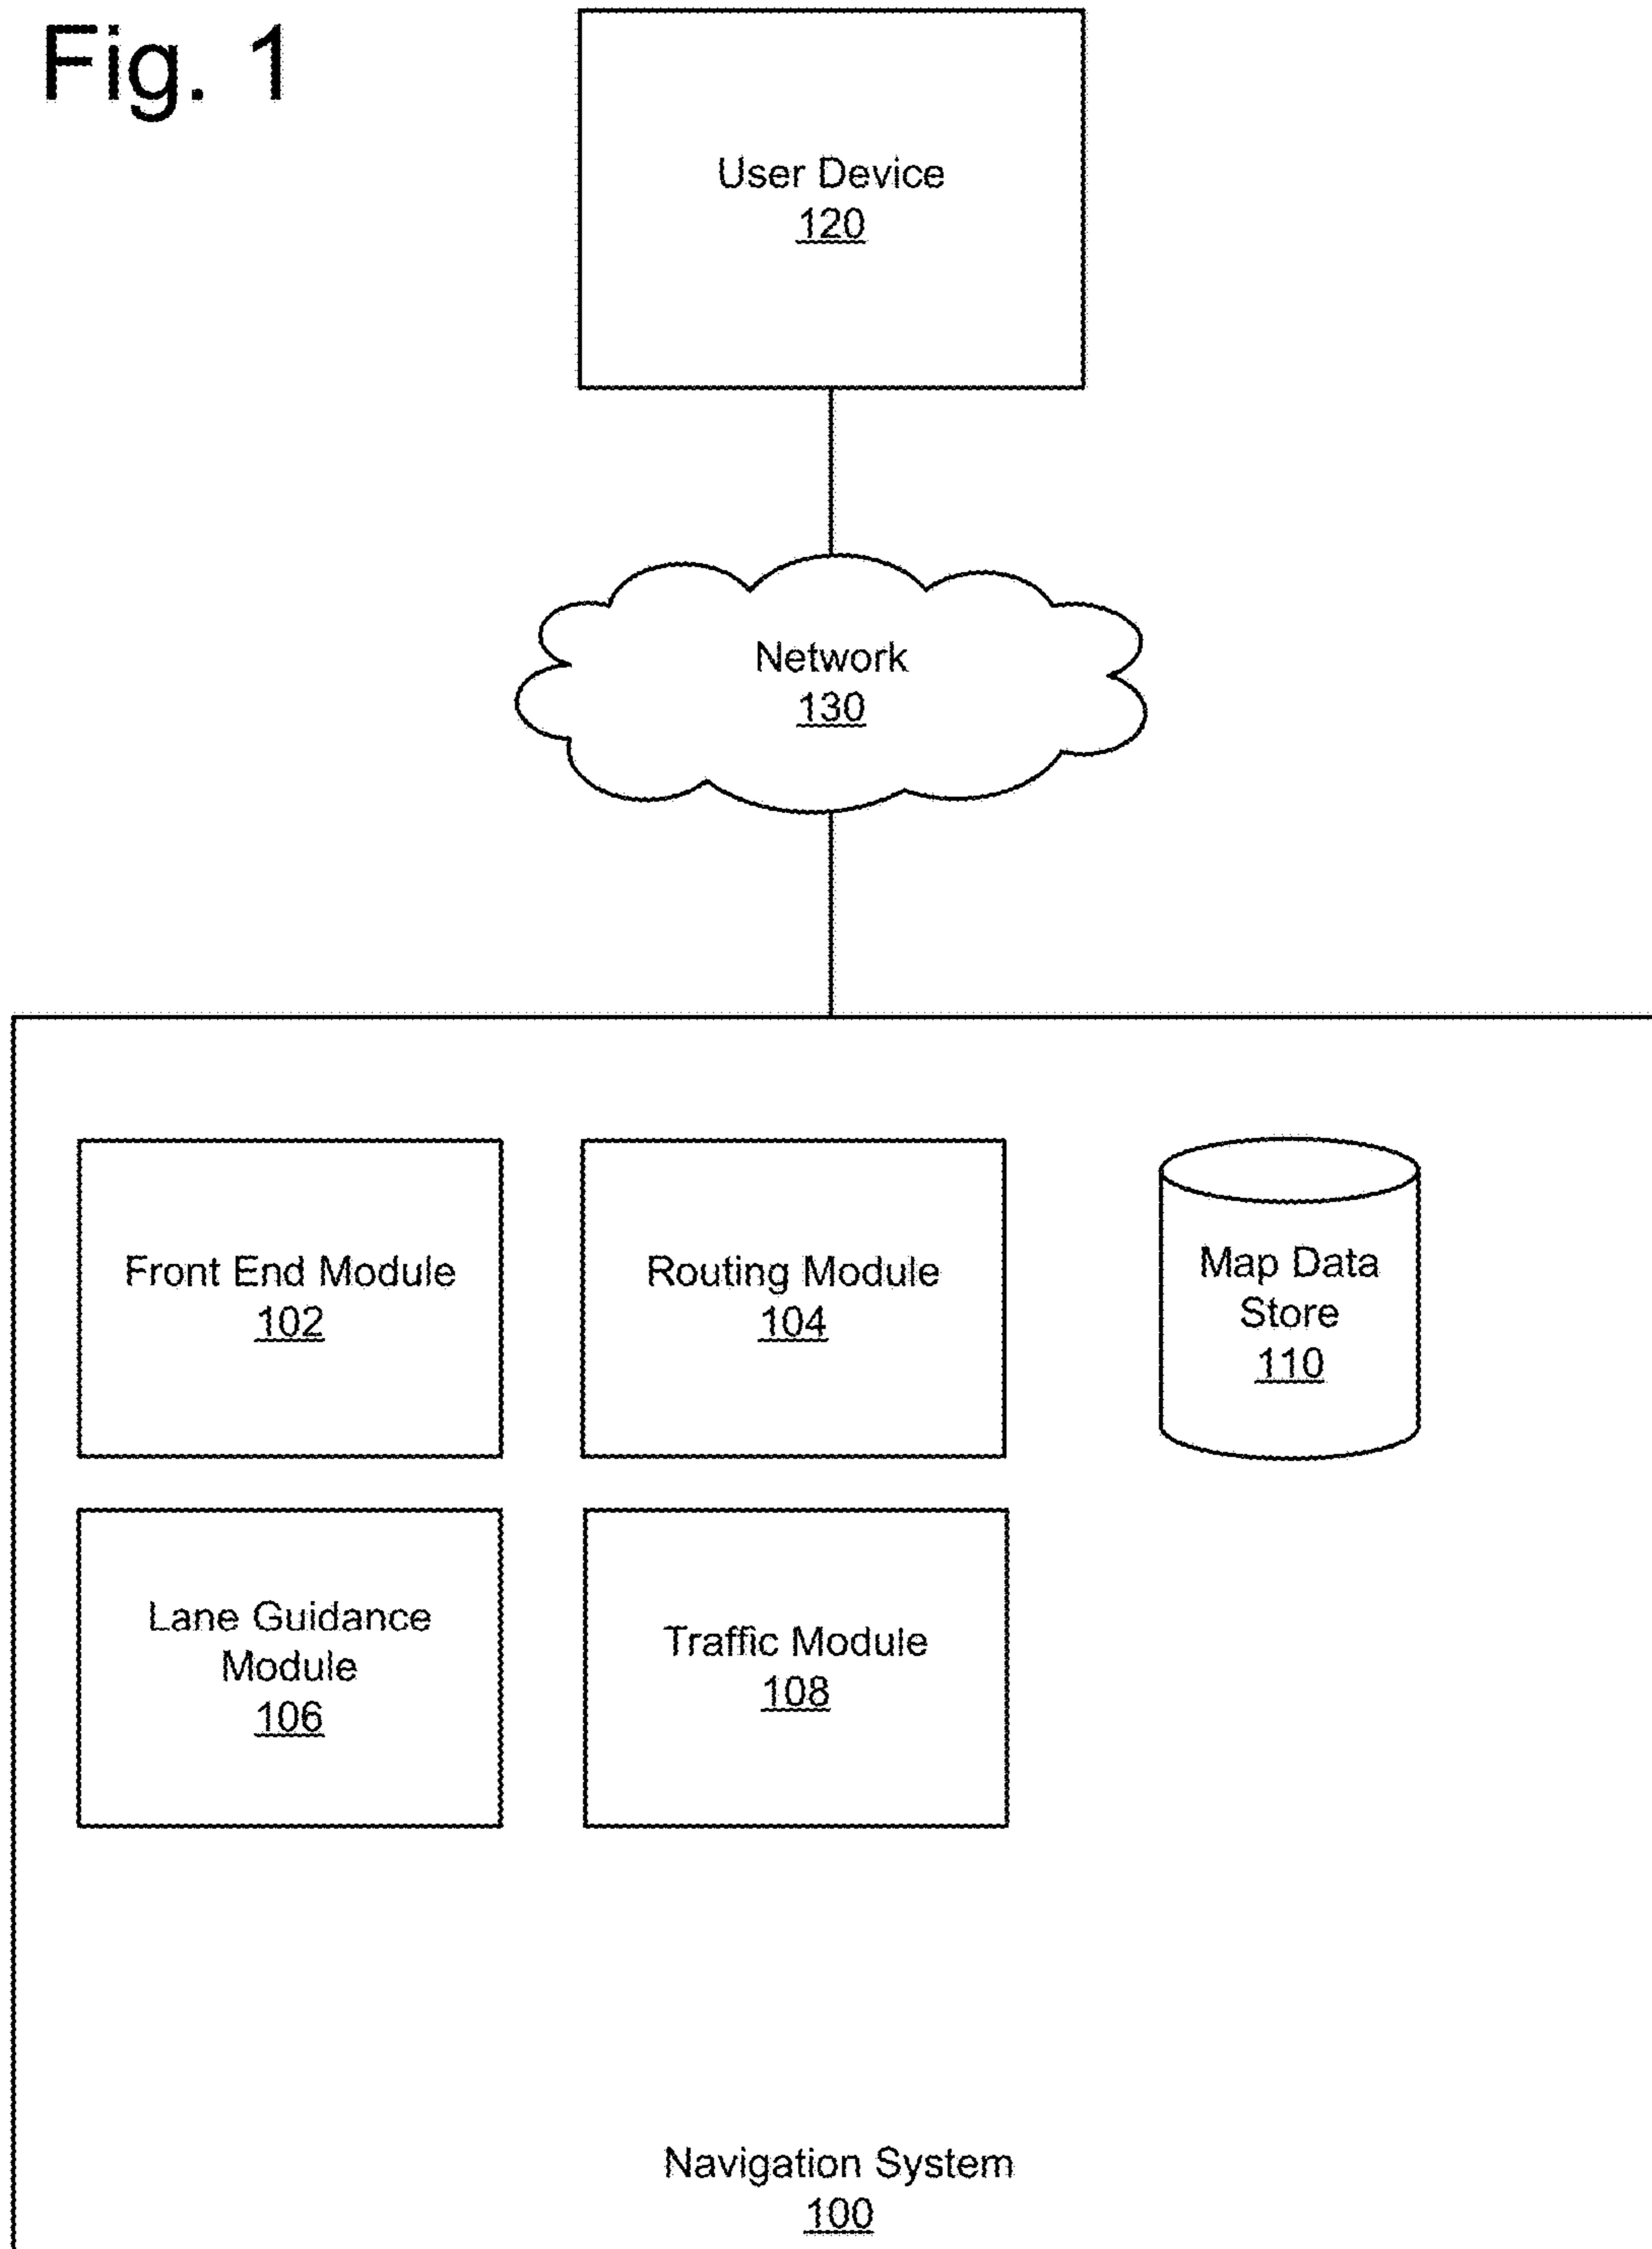 Fig. 1
User Device
120
Network
130
Front End Module
102
Routing Module
104
Map Data
Store
110
Lane Guidance
Module
106
Traffic Module
108
Navigation System
100